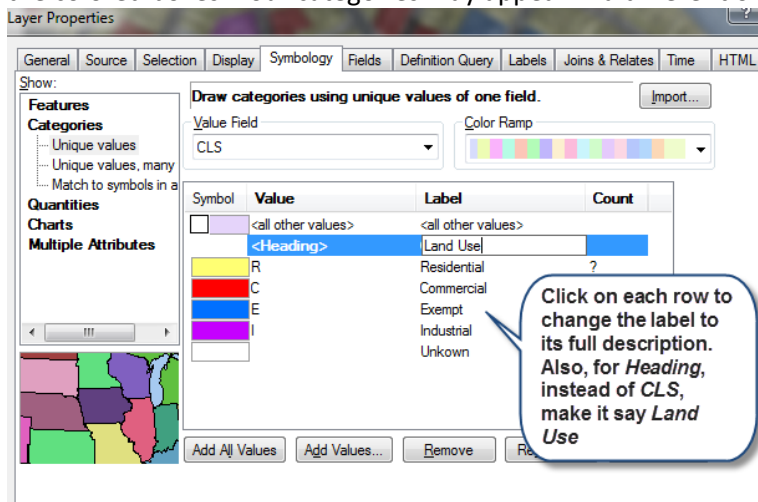 Layer Properties
General Source Selection Display Symbology Fields Definition Query Labels Joins & Relates Time HTML
Show:
Features
Categories
Unique values
Unique values, many
Match to symbols in a
Quantities
Charts
Multiple Attributes
Draw categories using unique values of one field.
Import...
Value Field
CLS
Color Ramp
Symbol Value Label Count
<all other values> <all other values>
<Heading> Land Use
R Residential ?
C Commercial
E Exempt
I Industrial
Unkown
Click on each row to
change the label to
its full description.
Also, for Heading,
instead of CLS,
make it say Land
Use
Add All Values Add Values... Remove